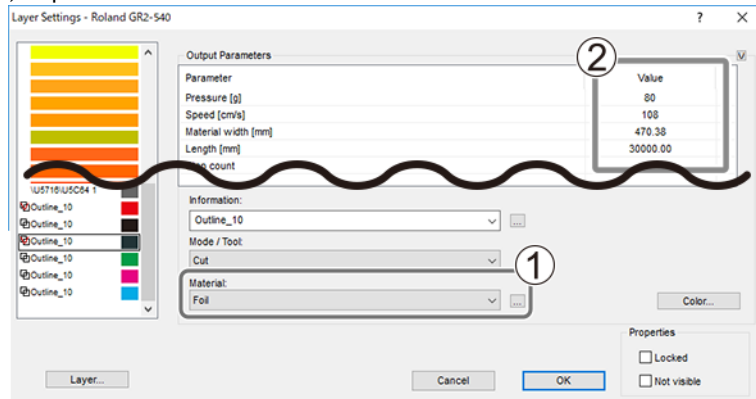 Layer Settings - Roland GR2-540 ? X
Output Parameters V
②
Parameter Value
Pressure [g] 80
Speed [cm/s] 108
Material width [mm] 470.38
Length [mm] 30000.00
count
\U5716\U5C64 1
Outline_10
Outline_10
Outline_10
Outline_10
Outline_10
Outline_10
Information:
Outline_10 ...
Mode / Tool:
Cut
①
Material:
Foil ...
Color...
Properties
Locked
Not visible
Layer...
Cancel
OK